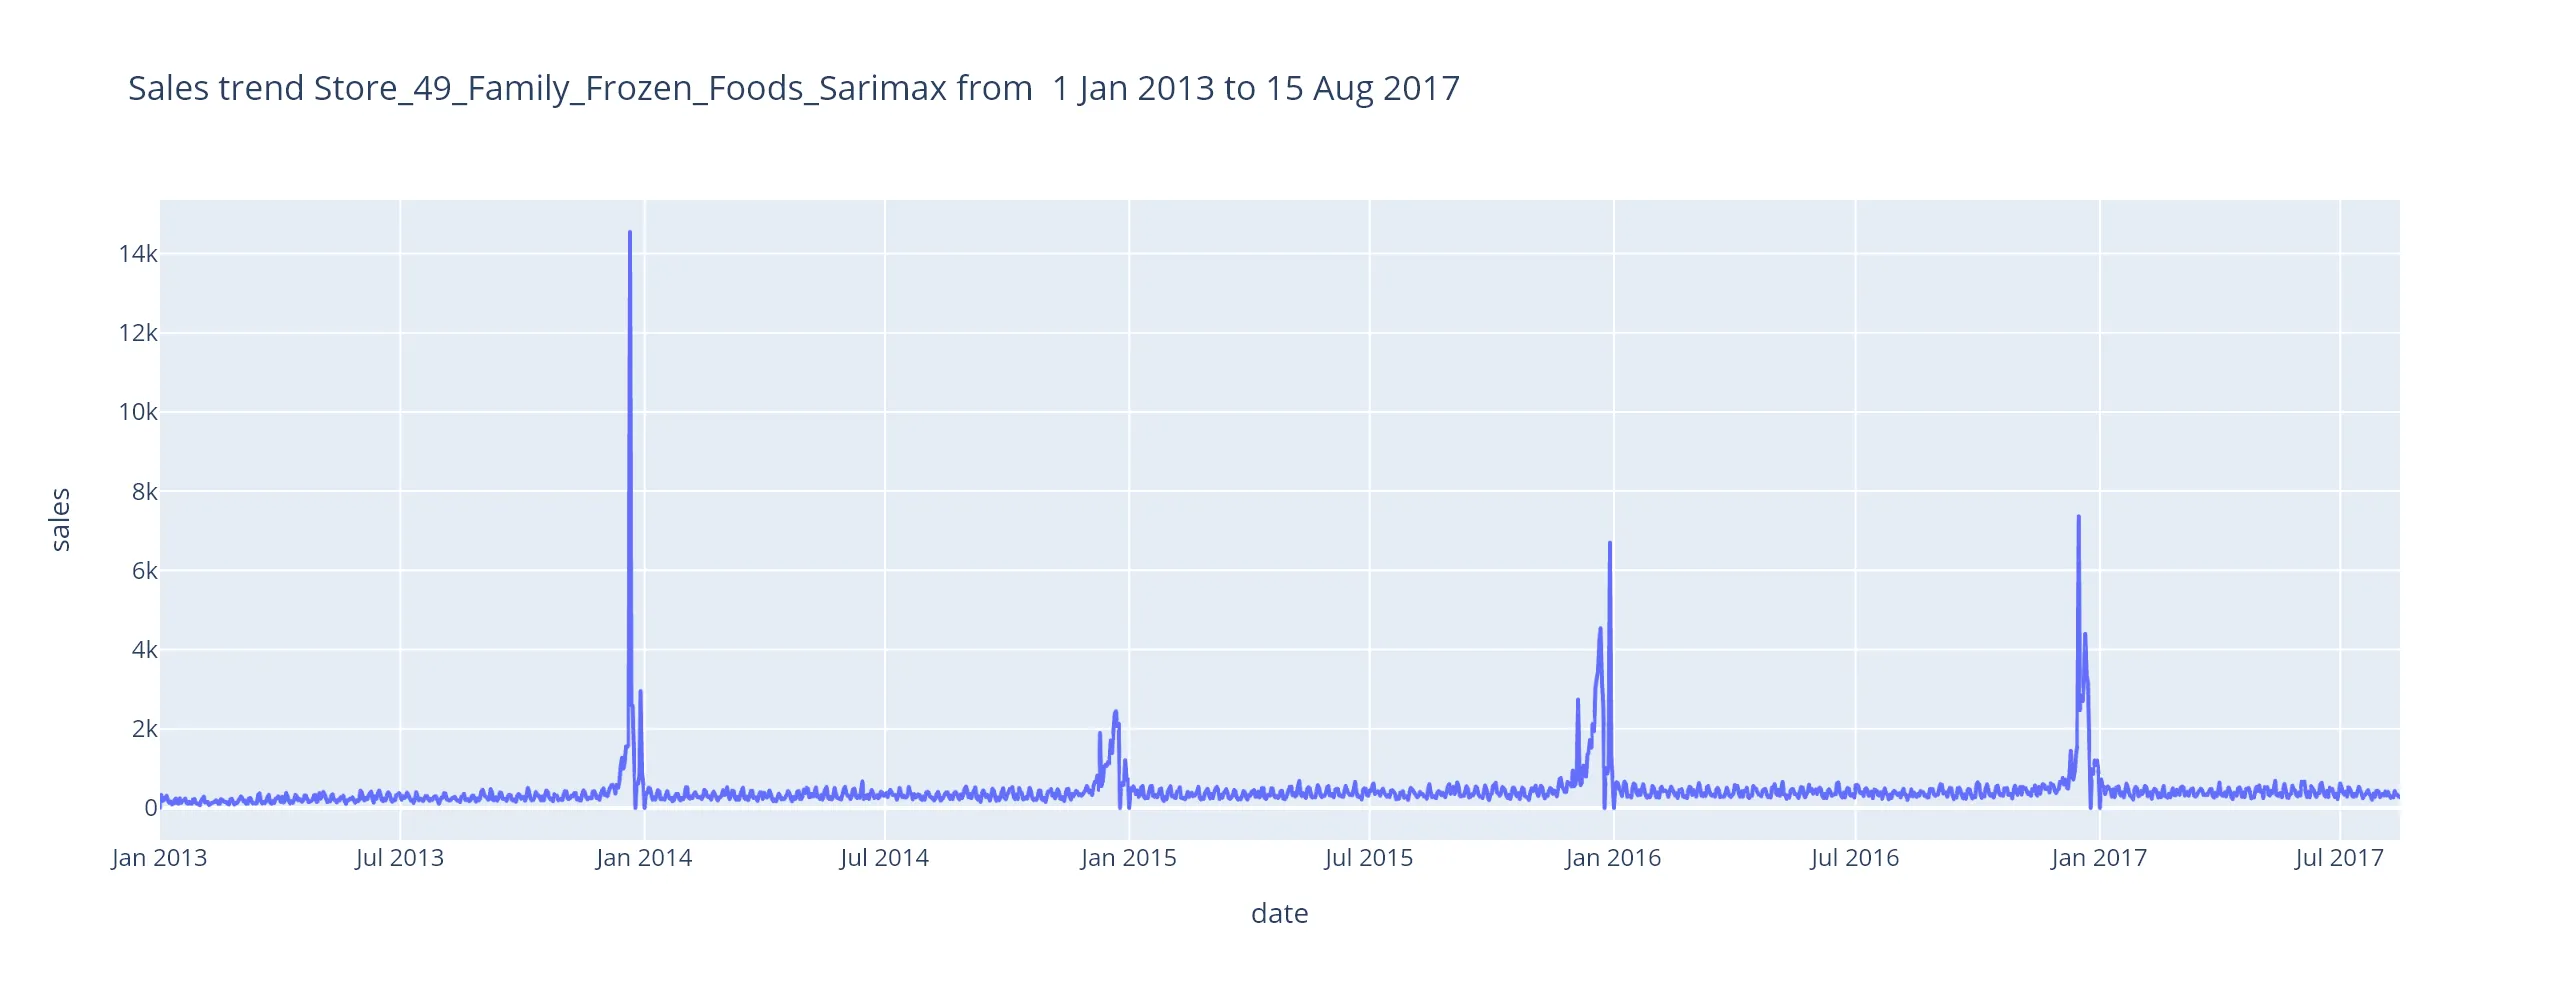 Sales trend Store_49_Family_Frozen_Foods_Sarimax from  1 Jan 2013 to 15 Aug 2017
14k
12k
10k
8k
6k
4k
2k
0
sales
Jan 2013 Jul 2013 Jan 2014 Jul 2014 Jan 2015 Jul 2015 Jan 2016 Jul 2016 Jan 2017 Jul 2017
date